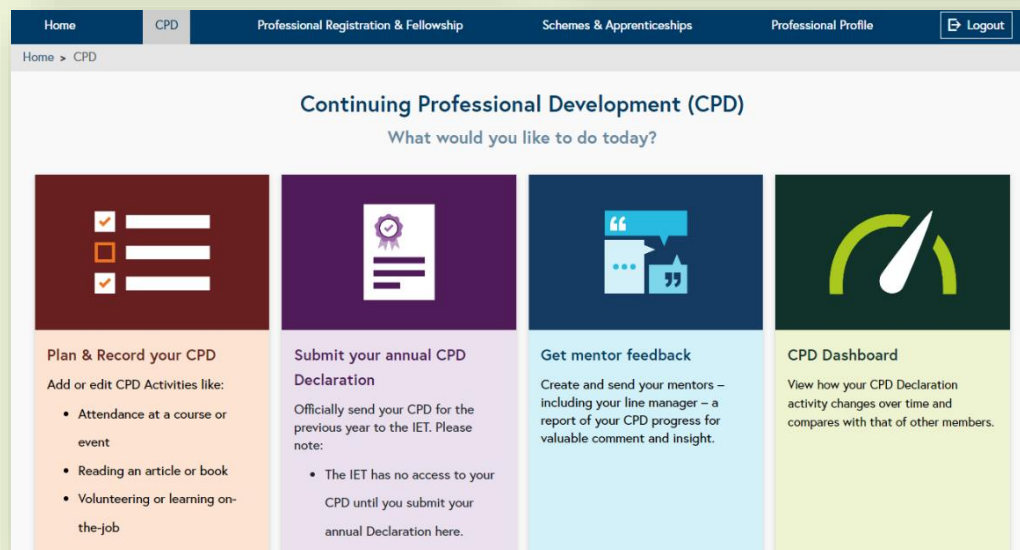 Home CPD Professional Registration & Fellowship Schemes & Apprenticeships Professional Profile Logout
Home > CPD
Continuing Professional Development (CPD)
What would you like to do today?
Plan & Record your CPD
Add or edit CPD Activities like:
• Attendance at a course or
event
• Reading an article or book
• Volunteering or learning on-
the-job
Submit your annual CPD
Declaration
Officially send your CPD for the
previous year to the IET. Please
note:
• The IET has no access to your
CPD until you submit your
annual Declaration here.
Get mentor feedback
Create and send your mentors –
including your line manager – a
report of your CPD progress for
valuable comment and insight.
CPD Dashboard
View how your CPD Declaration
activity changes over time and
compares with that of other members.